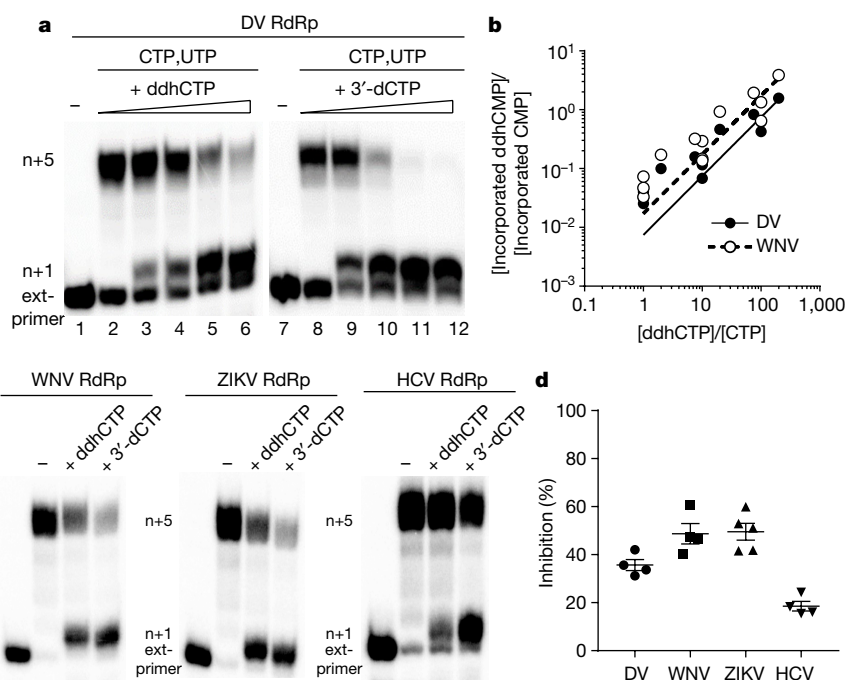 a
DV RdRp
CTP,UTP
CTP,UTP
–
+ ddhCTP
–
+ 3′-dCTP
n+5
n+1
ext-
primer
1 2 3 4 5 6 7 8 9 10 11 12
b
[Incorporated ddhCMP]/
[Incorporated CMP]
10¹
10⁰
10⁻¹
10⁻²
10⁻³
DV
WNV
0.1 1 10 100 1,000
[ddhCTP]/[CTP]
WNV RdRp
–
+ ddhCTP
+ 3′-dCTP
n+5
n+1
ext-
primer
ZIKV RdRp
–
+ ddhCTP
+ 3′-dCTP
n+5
n+1
ext-
primer
HCV RdRp
–
+ ddhCTP
+ 3′-dCTP
d
Inhibition (%)
100
80
60
40
20
0
DV WNV ZIKV HCV